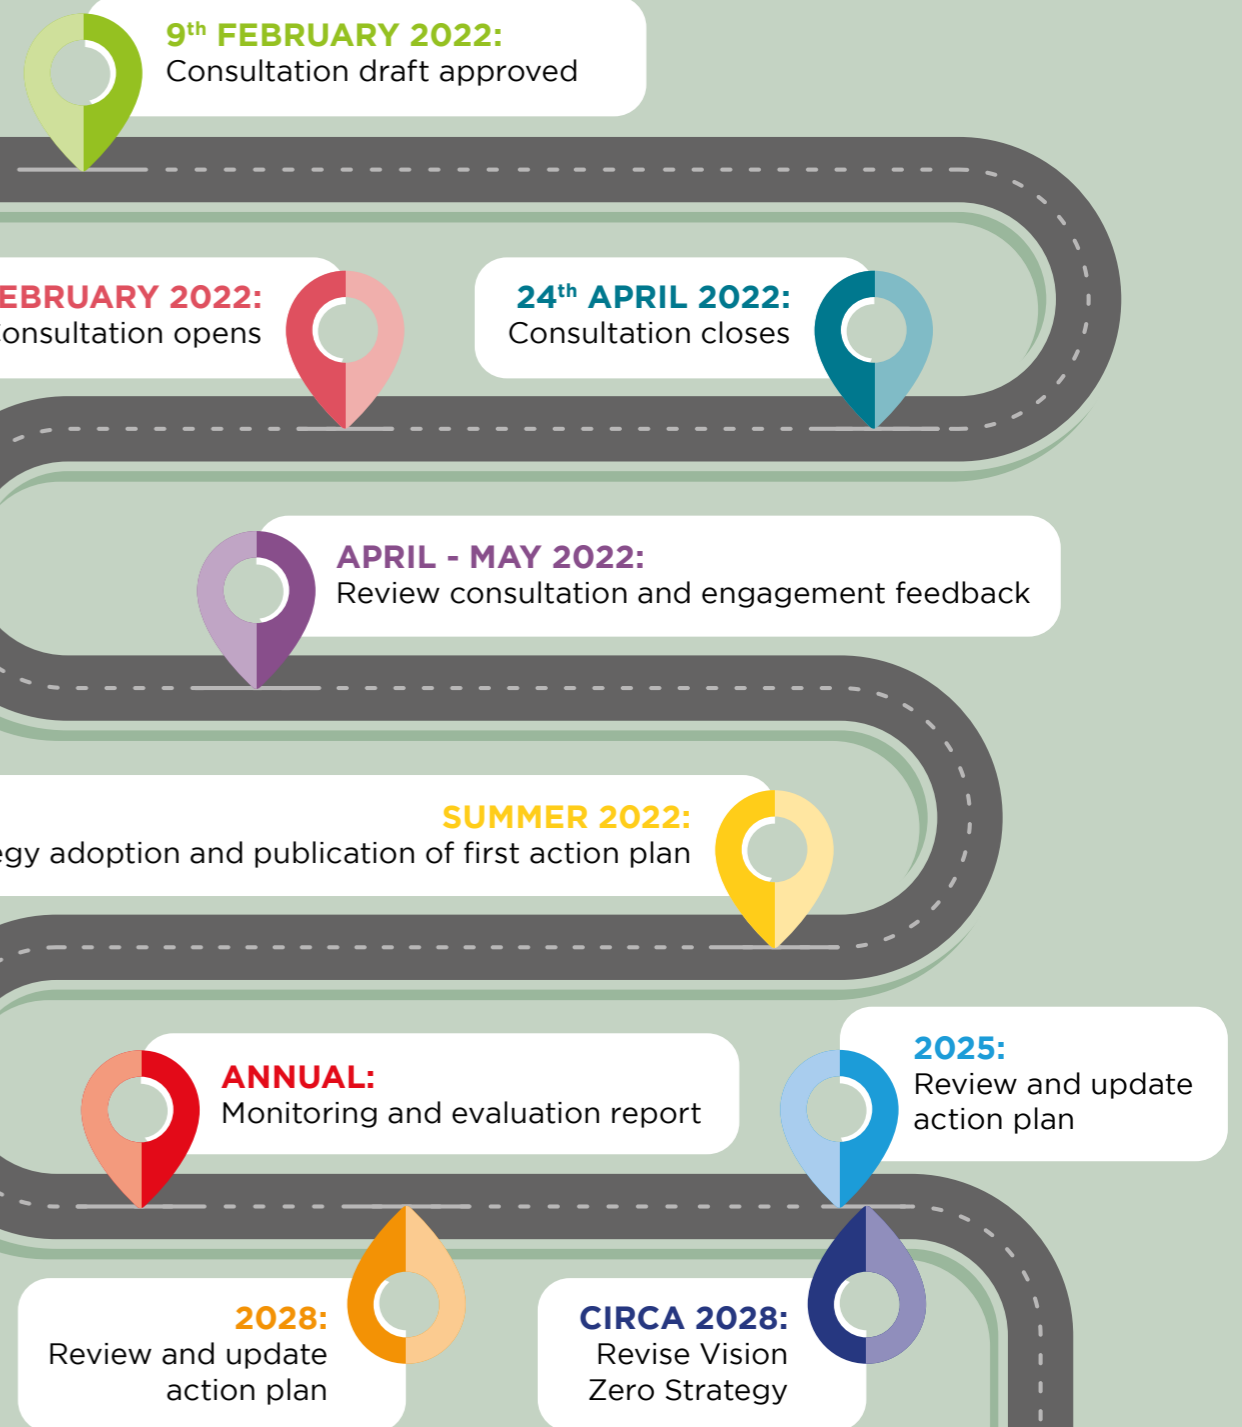 9th FEBRUARY 2022:
Consultation draft approved
EBRUARY 2022:
onsultation opens
24th APRIL 2022:
Consultation closes
APRIL - MAY 2022:
Review consultation and engagement feedback
SUMMER 2022:
egy adoption and publication of first action plan
ANNUAL:
Monitoring and evaluation report
2025:
Review and update
action plan
2028:
Review and update
action plan
CIRCA 2028:
Revise Vision
Zero Strategy